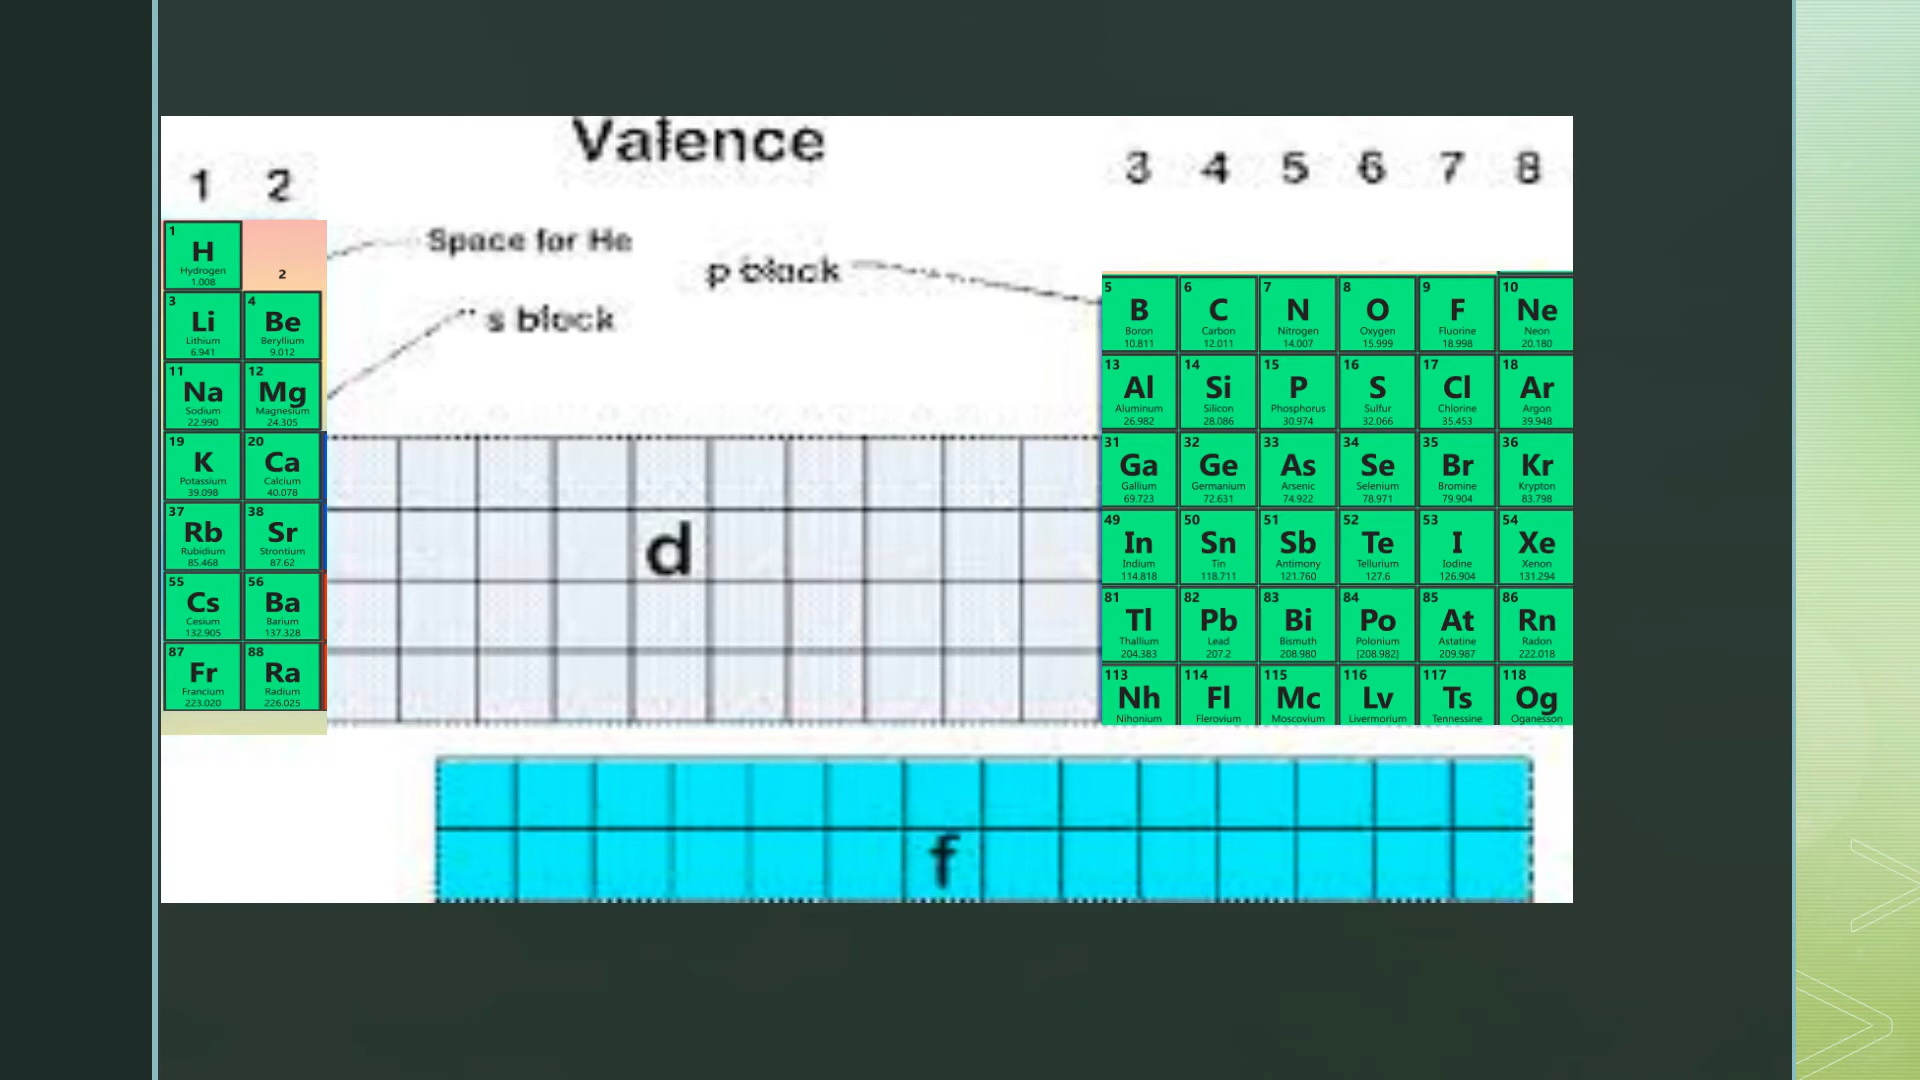 Valence
1 2
3 4 5 6 7 8
Space for He
p block
s block
1
H
Hydrogen
1.008
2
3
Li
Lithium
6.941
4
Be
Beryllium
9.012
11
Na
Sodium
22.990
12
Mg
Magnesium
24.305
19
K
Potassium
39.098
20
Ca
Calcium
40.078
37
Rb
Rubidium
85.468
38
Sr
Strontium
87.62
55
Cs
Cesium
132.905
56
Ba
Barium
137.328
87
Fr
Francium
223.020
88
Ra
Radium
226.025
d
5
B
Boron
10.811
6
C
Carbon
12.011
7
N
Nitrogen
14.007
8
O
Oxygen
15.999
9
F
Fluorine
18.998
10
Ne
Neon
20.180
13
Al
Aluminum
26.982
14
Si
Silicon
28.086
15
P
Phosphorus
30.974
16
S
Sulfur
32.066
17
Cl
Chlorine
35.453
18
Ar
Argon
39.948
31
Ga
Gallium
69.723
32
Ge
Germanium
72.631
33
As
Arsenic
74.922
34
Se
Selenium
78.971
35
Br
Bromine
79.904
36
Kr
Krypton
83.798
49
In
Indium
114.818
50
Sn
Tin
118.711
51
Sb
Antimony
121.760
52
Te
Tellurium
127.6
53
I
Iodine
126.904
54
Xe
Xenon
131.294
81
Tl
Thallium
204.383
82
Pb
Lead
207.2
83
Bi
Bismuth
208.980
84
Po
Polonium
[208.982]
85
At
Astatine
209.987
86
Rn
Radon
222.018
113
Nh
Nihonium
114
Fl
Flerovium
115
Mc
Moscovium
116
Lv
Livermorium
117
Ts
Tennessine
118
Og
Oganesson
f